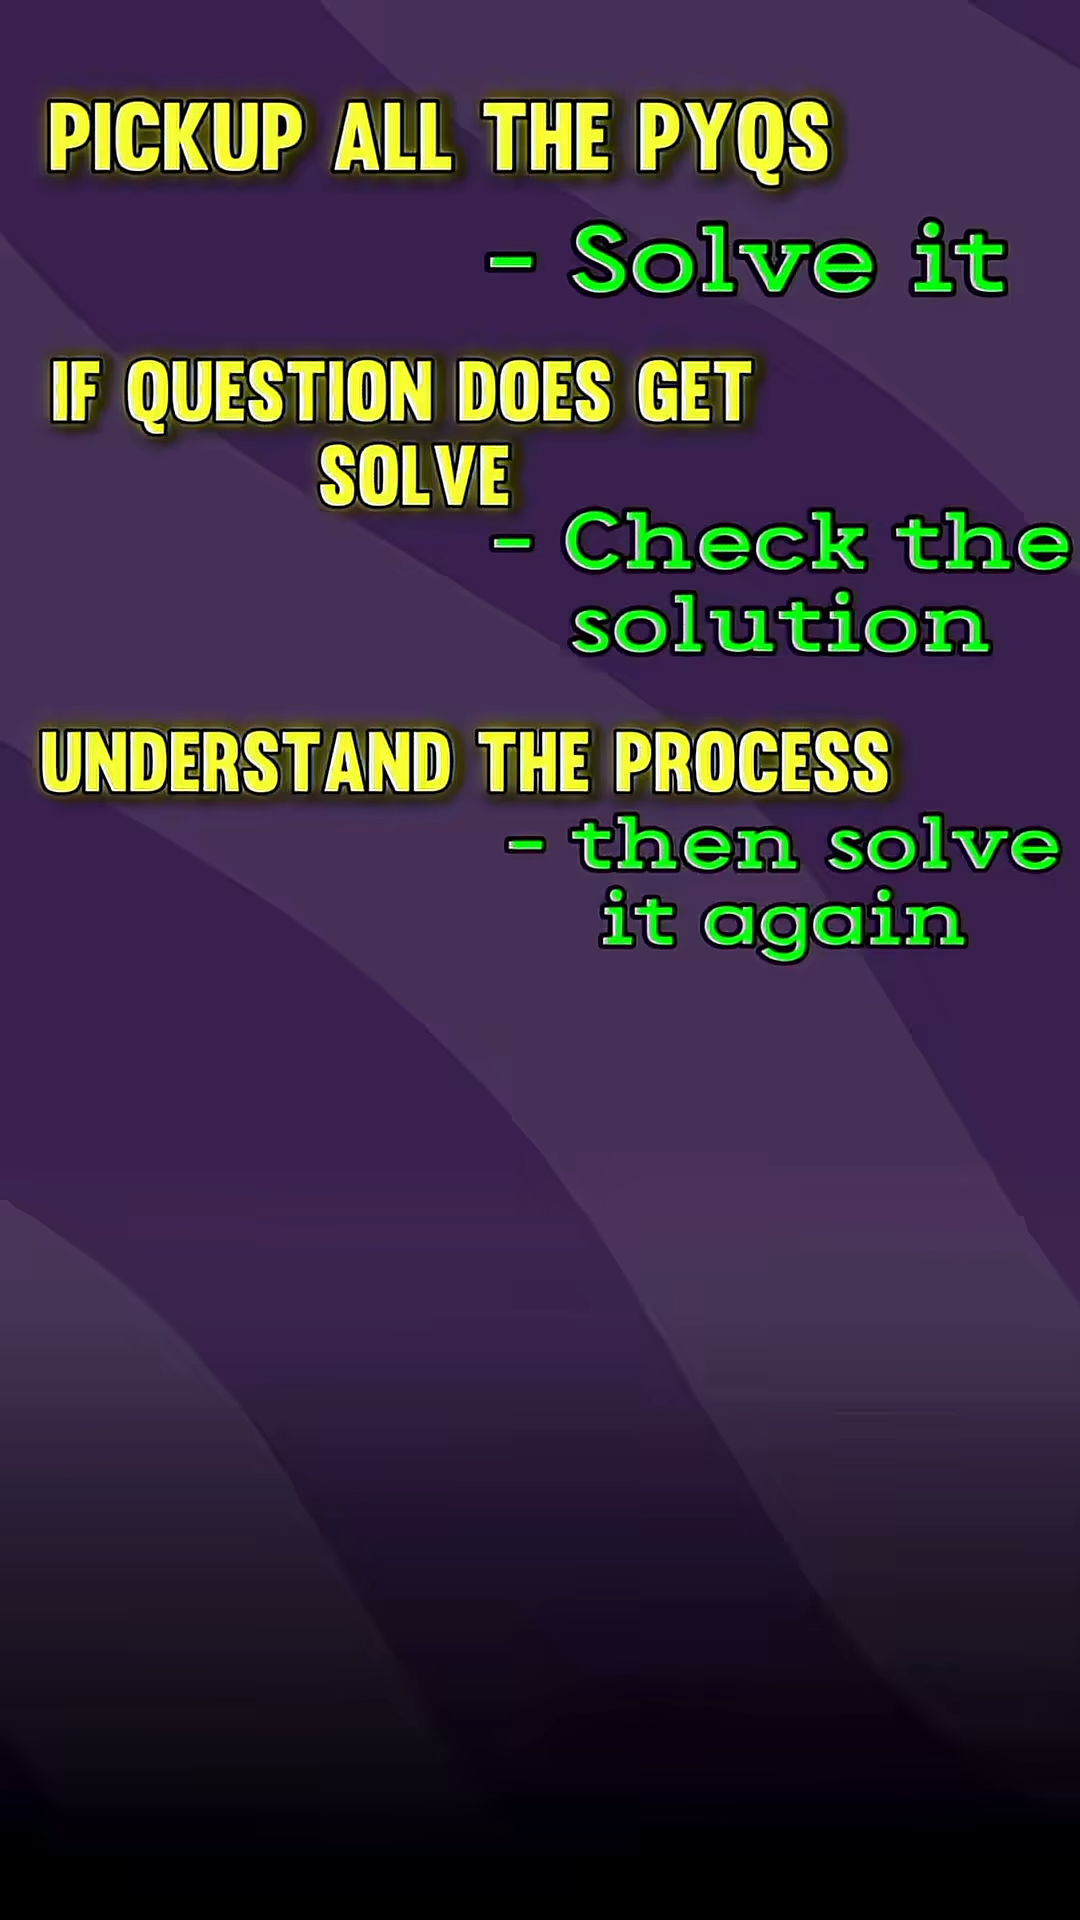 PICKUP ALL THE PYQS
- Solve it
IF QUESTION DOES GET
SOLVE
- Check the
solution
UNDERSTAND THE PROCESS
- then solve
it again